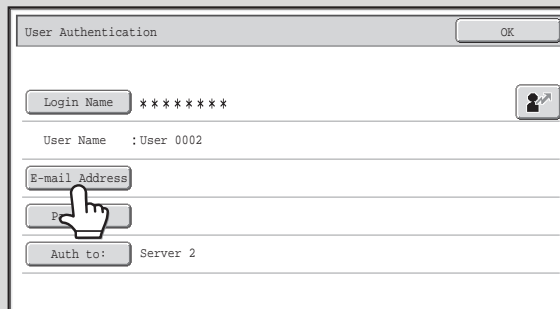 User Authentication
OK
Login Name ********
User Name :User 0002
E-mail Address
Auth to: Server 2